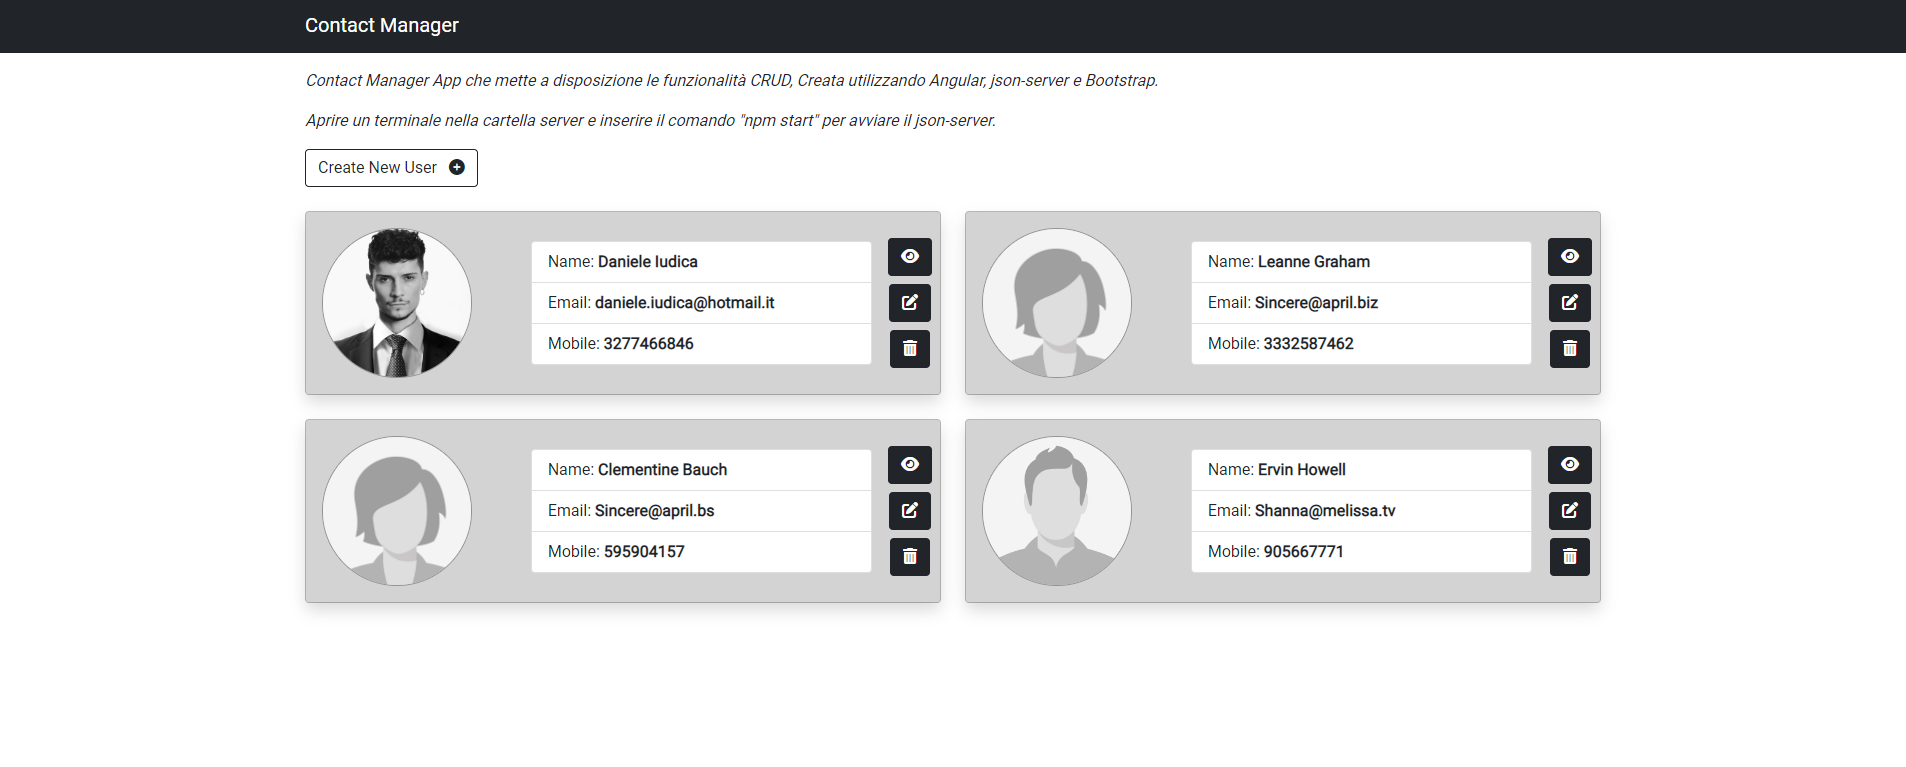 Contact Manager
Contact Manager App che mette a disposizione le funzionalità CRUD, Creata utilizzando Angular, json-server e Bootstrap.
Aprire un terminale nella cartella server e inserire il comando "npm start" per avviare il json-server.
Create New User
Name: Daniele Iudica
Email: daniele.iudica@hotmail.it
Mobile: 3277466846
Name: Leanne Graham
Email: Sincere@april.biz
Mobile: 3332587462
Name: Clementine Bauch
Email: Sincere@april.bs
Mobile: 595904157
Name: Ervin Howell
Email: Shanna@melissa.tv
Mobile: 905667771